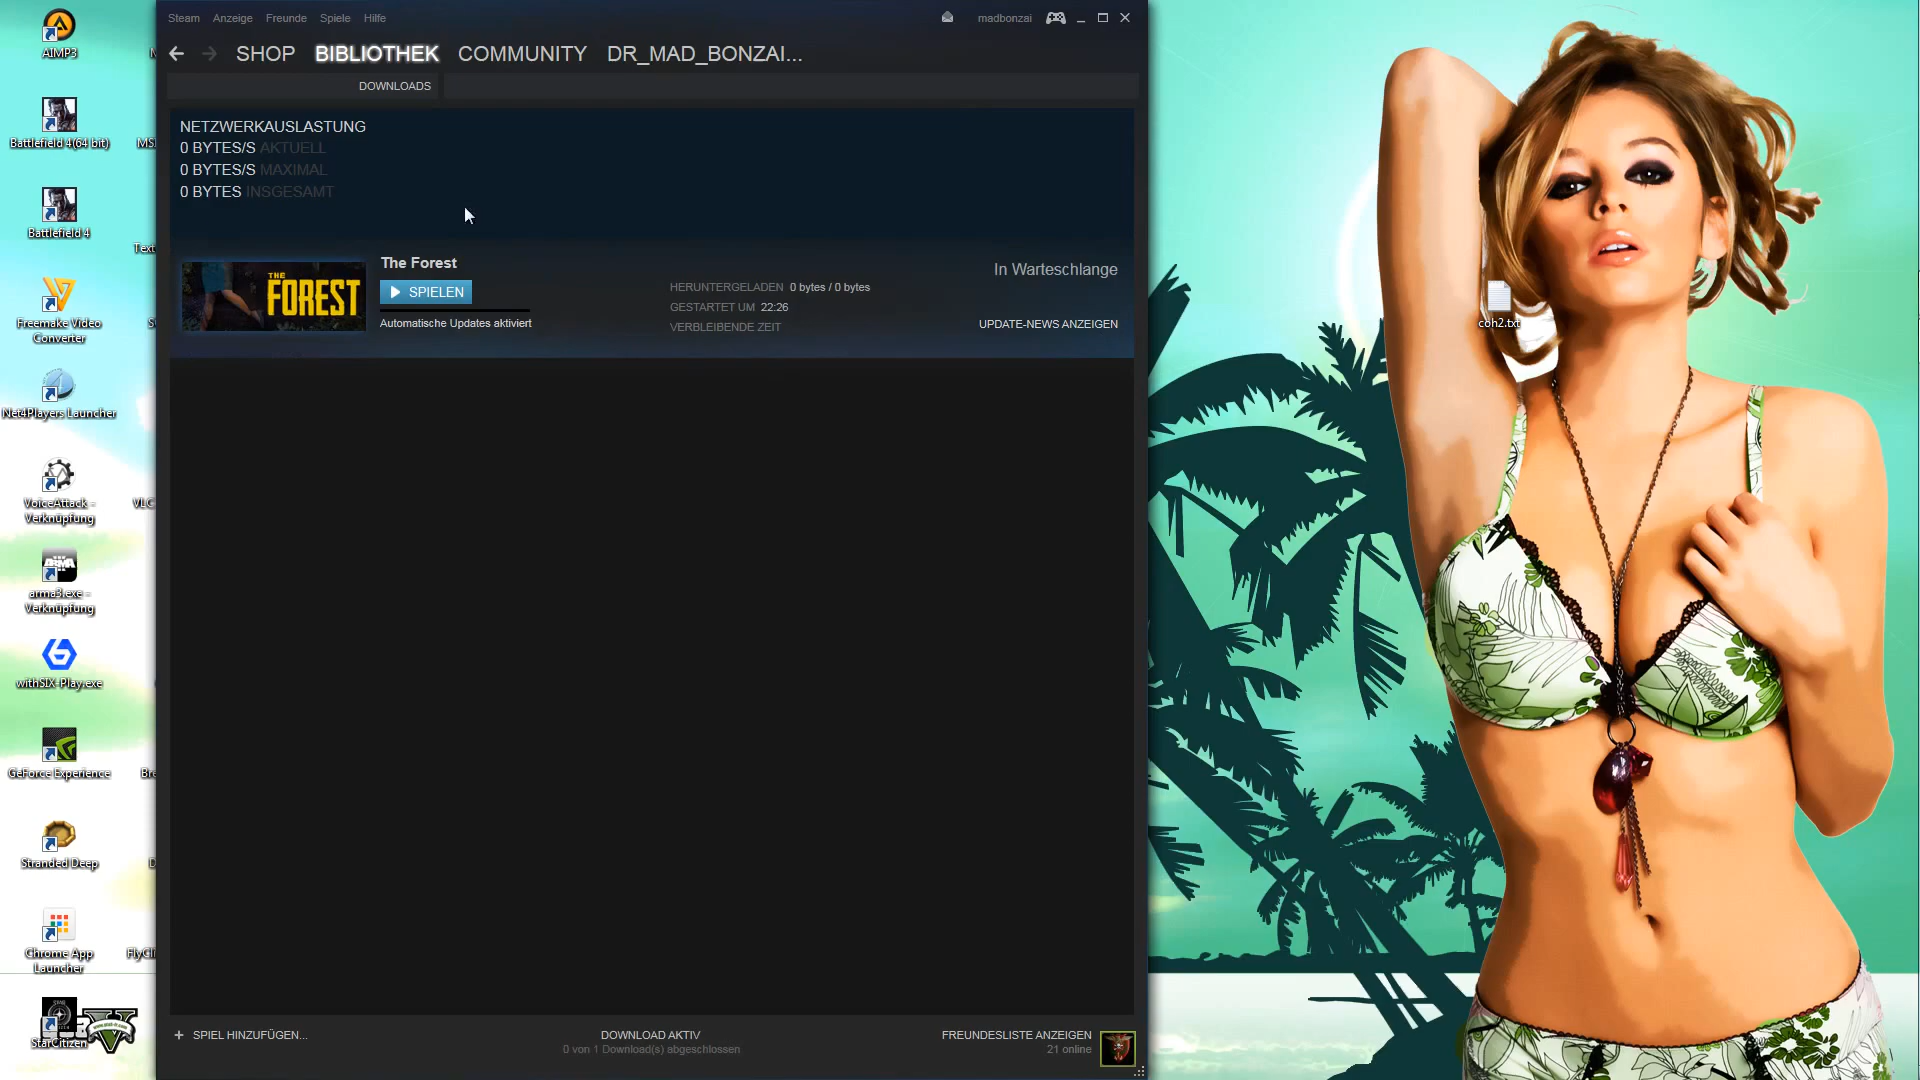 Steam Anzeige Freunde Spiele Hilfe
madbonzai
SHOP BIBLIOTHEK COMMUNITY DR_MAD_BONZAI...
DOWNLOADS
NETZWERKAUSLASTUNG
0 BYTES/S AKTUELL
0 BYTES/S MAXIMAL
0 BYTES INSGESAMT
THE
FOREST
The Forest
SPIELEN
Automatische Updates aktiviert
HERUNTERGELADEN 0 bytes / 0 bytes
GESTARTET UM 22:26
VERBLEIBENDE ZEIT
In Warteschlange
UPDATE-NEWS ANZEIGEN
SPIEL HINZUFÜGEN...
DOWNLOAD AKTIV
0 von 1 Download(s) abgeschlossen
FREUNDESLISTE ANZEIGEN
21 online
AIMP3
Battlefield 4(64 bit)
Battlefield 4
Freemake Video
Converter
Net4Players Launcher
VoiceAttack -
Verknüpfung
VLC
ARMA
arma3.exe -
Verknüpfung
withSIX-Play.exe
GeForce Experience
Stranded Deep
Chrome App
Launcher
StarCitizen
coh2.txt